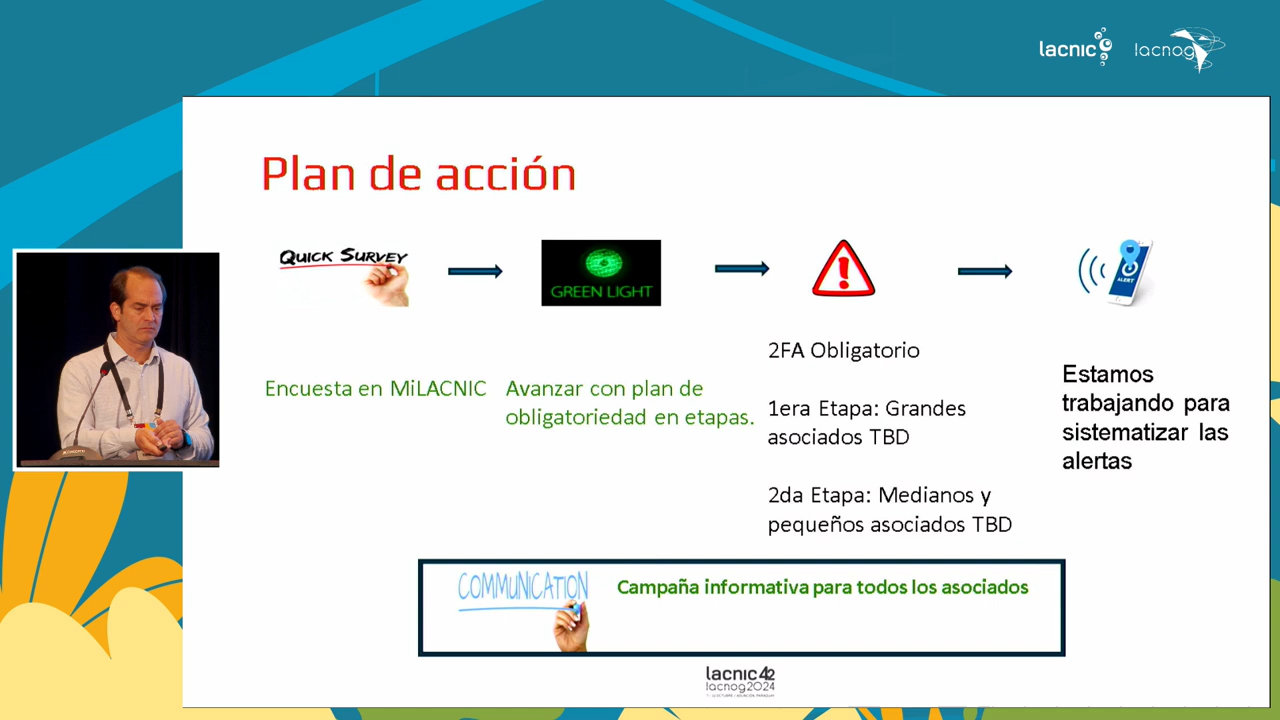 lacnic lacnog
Plan de acción
QUICK SURVEY
GREEN LIGHT
ALERT
Encuesta en MiLACNIC
Avanzar con plan de
obligatoriedad en etapas.
2FA Obligatorio
1era Etapa: Grandes
asociados TBD
2da Etapa: Medianos y
pequeños asociados TBD
Estamos
trabajando para
sistematizar las
alertas
COMMUNICATION
Campaña informativa para todos los asociados
lacnic42
lacnog2024